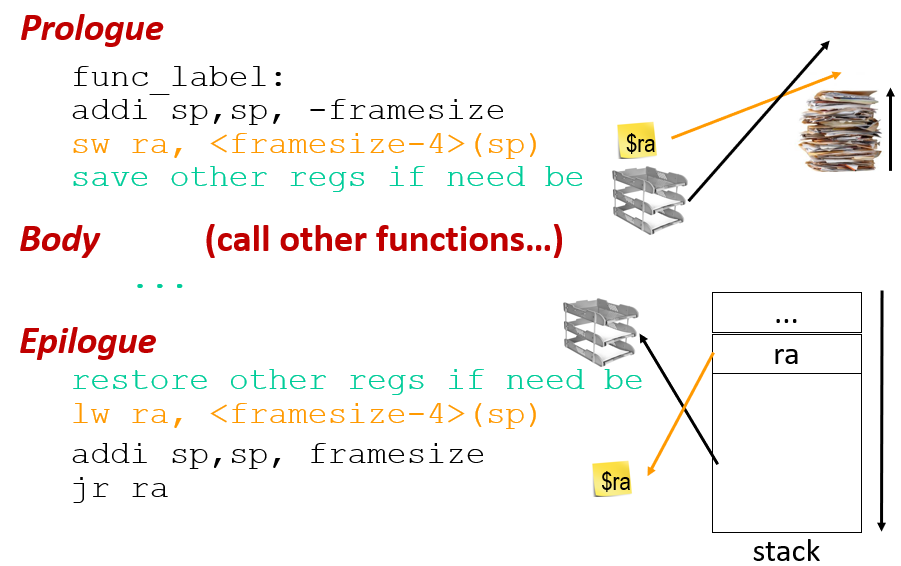 Prologue
func_label:
addi sp,sp, -framesize
sw ra, <framesize-4>(sp)
save other regs if need be
$ra
Body (call other functions…)
...
Epilogue
restore other regs if need be
lw ra, <framesize-4>(sp)
addi sp,sp, framesize
jr ra
$ra
...
ra
stack